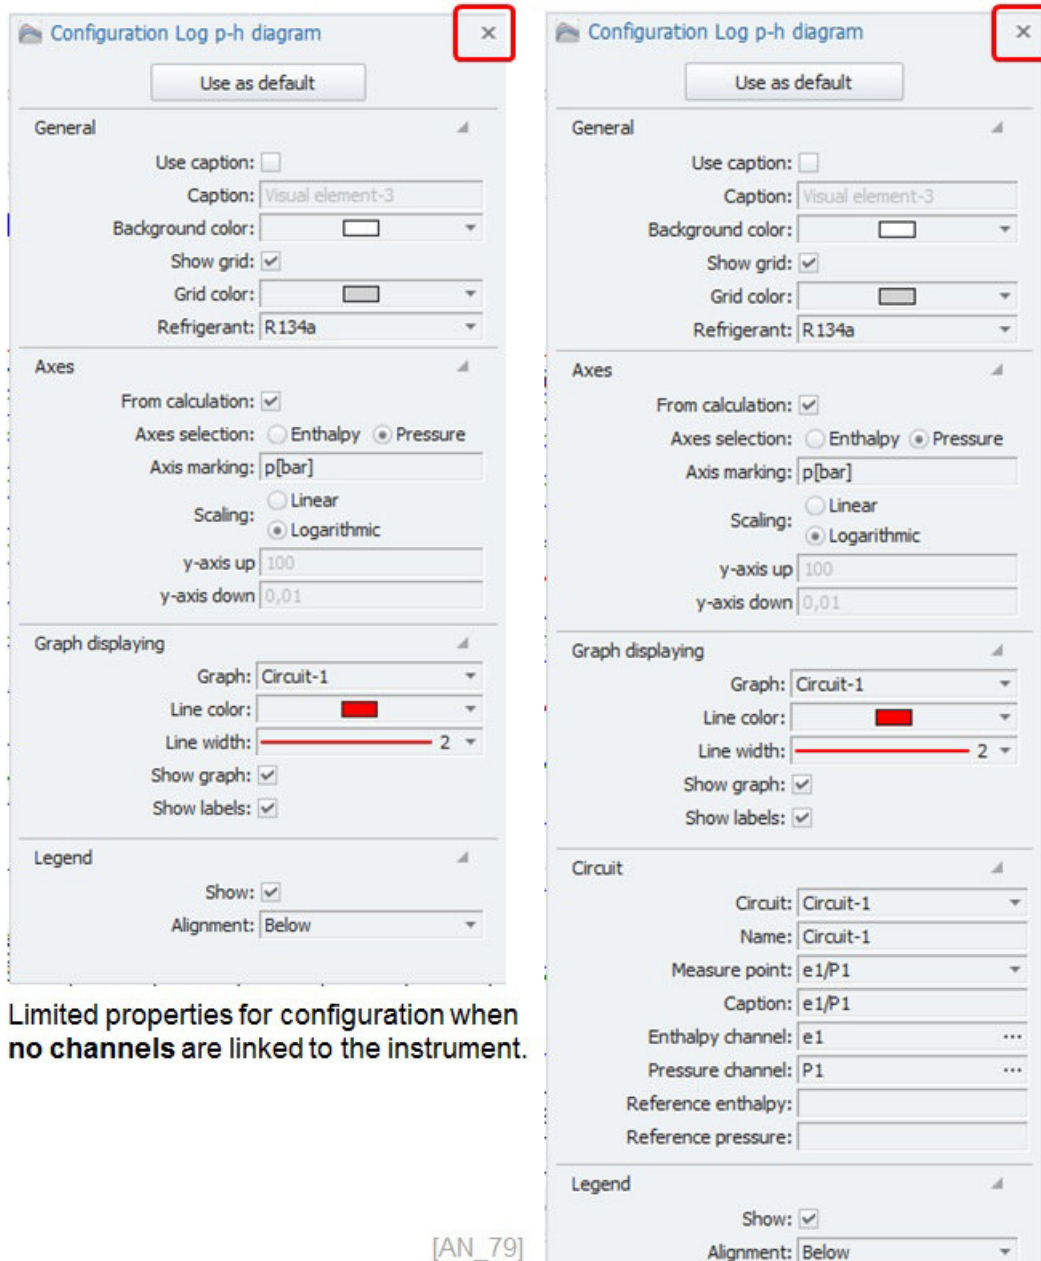 Configuration Log p-h diagram
Use as default
General
Use caption:
Caption: Visual element-3
Background color:
Show grid:
Grid color:
Refrigerant: R134a
Axes
From calculation:
Axes selection: Enthalpy Pressure
Axis marking: p[bar]
Scaling: Linear
Logarithmic
y-axis up 100
y-axis down 0,01
Graph displaying
Graph: Circuit-1
Line color:
Line width: 2
Show graph:
Show labels:
Legend
Show:
Alignment: Below
Limited properties for configuration when
no channels are linked to the instrument.
[AN_79]
Configuration Log p-h diagram
Use as default
General
Use caption:
Caption: Visual element-3
Background color:
Show grid:
Grid color:
Refrigerant: R134a
Axes
From calculation:
Axes selection: Enthalpy Pressure
Axis marking: p[bar]
Scaling: Linear
Logarithmic
y-axis up 100
y-axis down 0,01
Graph displaying
Graph: Circuit-1
Line color:
Line width: 2
Show graph:
Show labels:
Circuit
Circuit: Circuit-1
Name: Circuit-1
Measure point: e1/P1
Caption: e1/P1
Enthalpy channel: e1 ...
Pressure channel: P1 ...
Reference enthalpy:
Reference pressure:
Legend
Show:
Alignment: Below